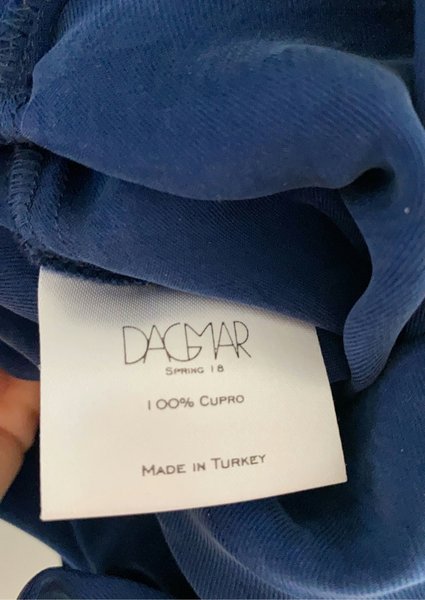 DAGMAR
SPRING 18
100% CUPRO
MADE IN TURKEY